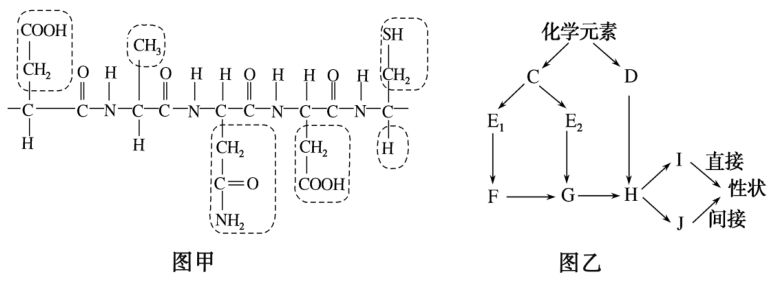 COOH
CH₂
CH₃
SH
CH₂
O H O H H O H H O H
—C—C—N—C—C—N—C—C—N—C—C—N—C—
H H CH₂ CH₂ H
C=O COOH
NH₂
图甲
化学元素
C D
E₁ E₂
F G H I 直接
性状
J 间接
图乙